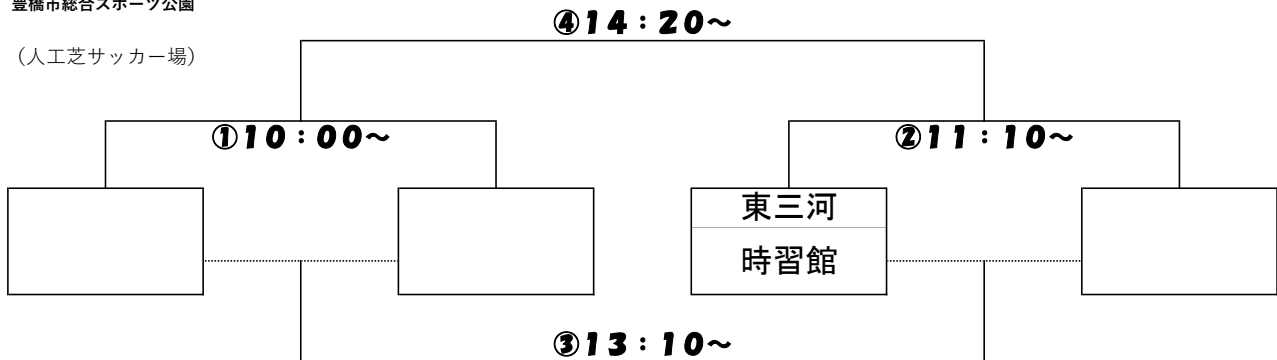 豊橋市総合スポーツ公園
④14：20～
（人工芝サッカー場）
①10：00～
②11：10～
東三河
時習館
③13：10～